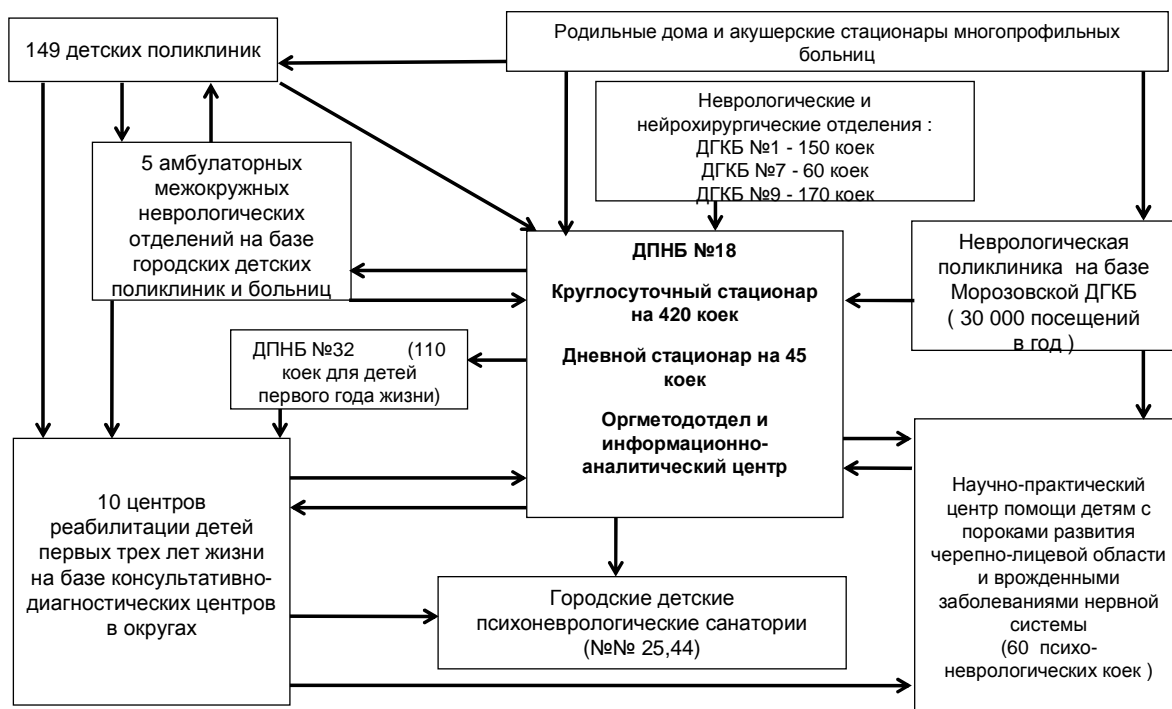 149 детских поликлиник
Родильные дома и акушерские стационары многопрофильных
больниц
Неврологические и
нейрохирургические отделения :
ДГКБ №1 - 150 коек
ДГКБ №7 - 60 коек
ДГКБ №9 - 170 коек
5 амбулаторных
межокружных
неврологических
отделений на базе
городских детских
поликлиник и больниц
ДПНБ №18
Круглосуточный стационар
на 420 коек
Дневной стационар на 45
коек
Оргметодотдел и
информационно-
аналитический центр
Неврологическая
поликлиника на базе
Морозовской ДГКБ
( 30 000 посещений
в год )
ДПНБ №32 (110
коек для детей
первого года жизни)
10 центров
реабилитации детей
первых трех лет жизни
на базе консультативно-
диагностических центров
в округах
Городские детские
психоневрологические санатории
(№№ 25,44)
Научно-практический
центр помощи детям с
пороками развития
черепно-лицевой области
и врожденными
заболеваниями нервной
системы
(60 психо-
неврологических коек )